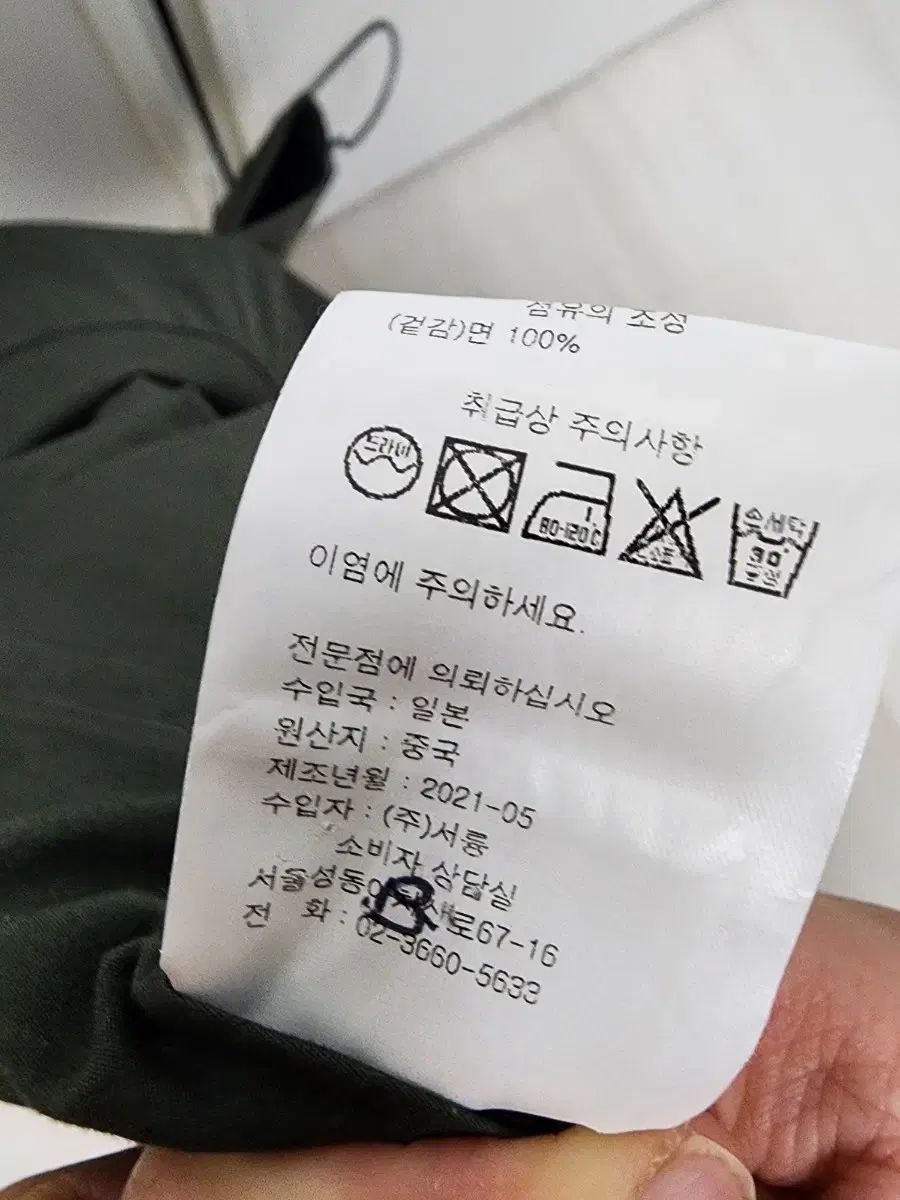 섬유의 조성
(겉감)면 100%
취급상 주의사항
드라이
80-120℃
손세탁
30°
중성
이염에 주의하세요.
전문점에 의뢰하십시오
수입국 : 일본
원산지 : 중국
제조년월 : 2021-05
수입자 : (주)서륭
소비자 상담실
서울성동 로67-16
전 화 : 02-3660-5633